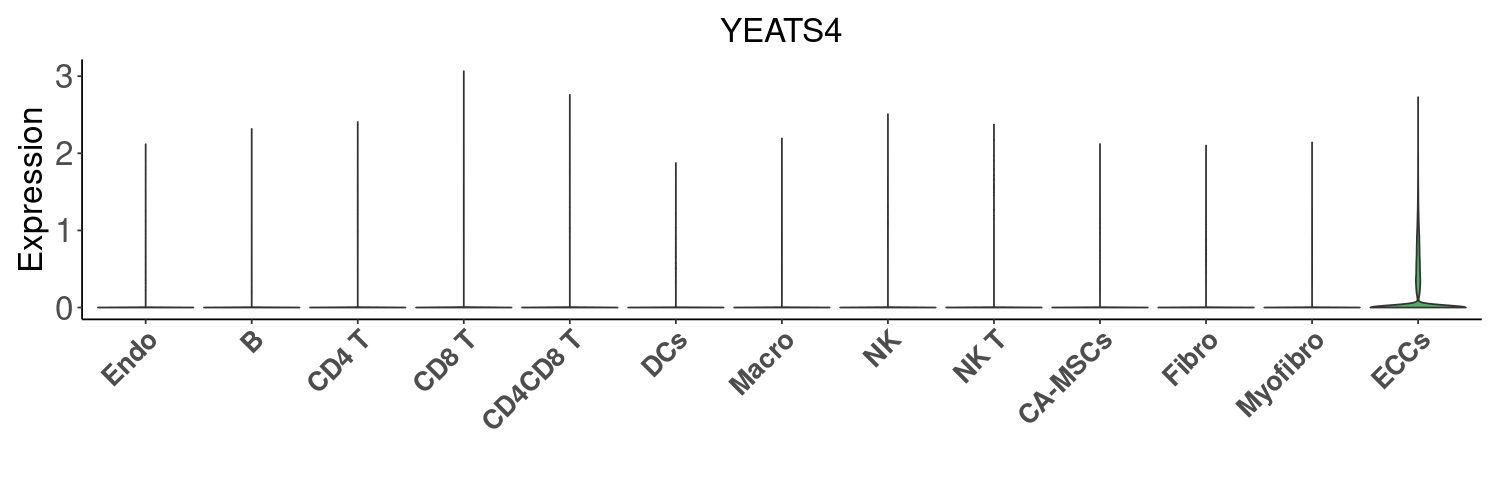 YEATS4
Expression
3
2
1
0
Endo
B
CD4 T
CD8 T
CD4CD8 T
DCs
Macro
NK
NK T
CA-MSCs
Fibro
Myofibro
ECCs